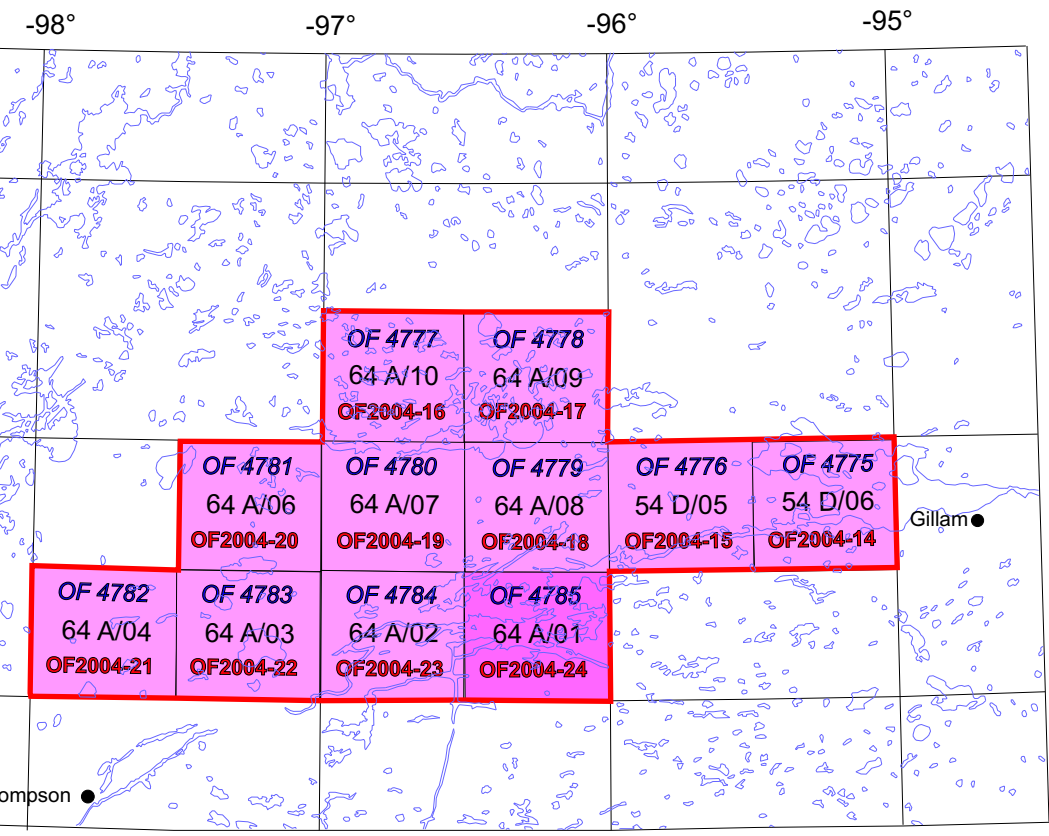 -98° -97° -96° -95°
OF 4777 OF 4778
64 A/10 64 A/09
OF2004-16 OF2004-17
OF 4781 OF 4780 OF 4779 OF 4776 OF 4775
64 A/06 64 A/07 64 A/08 54 D/05 54 D/06
Gillam
OF2004-20 OF2004-19 OF2004-18 OF2004-15 OF2004-14
OF 4782 OF 4783 OF 4784 OF 4785
64 A/04 64 A/03 64 A/02 64 A/01
OF2004-21 OF2004-22 OF2004-23 OF2004-24
ompson